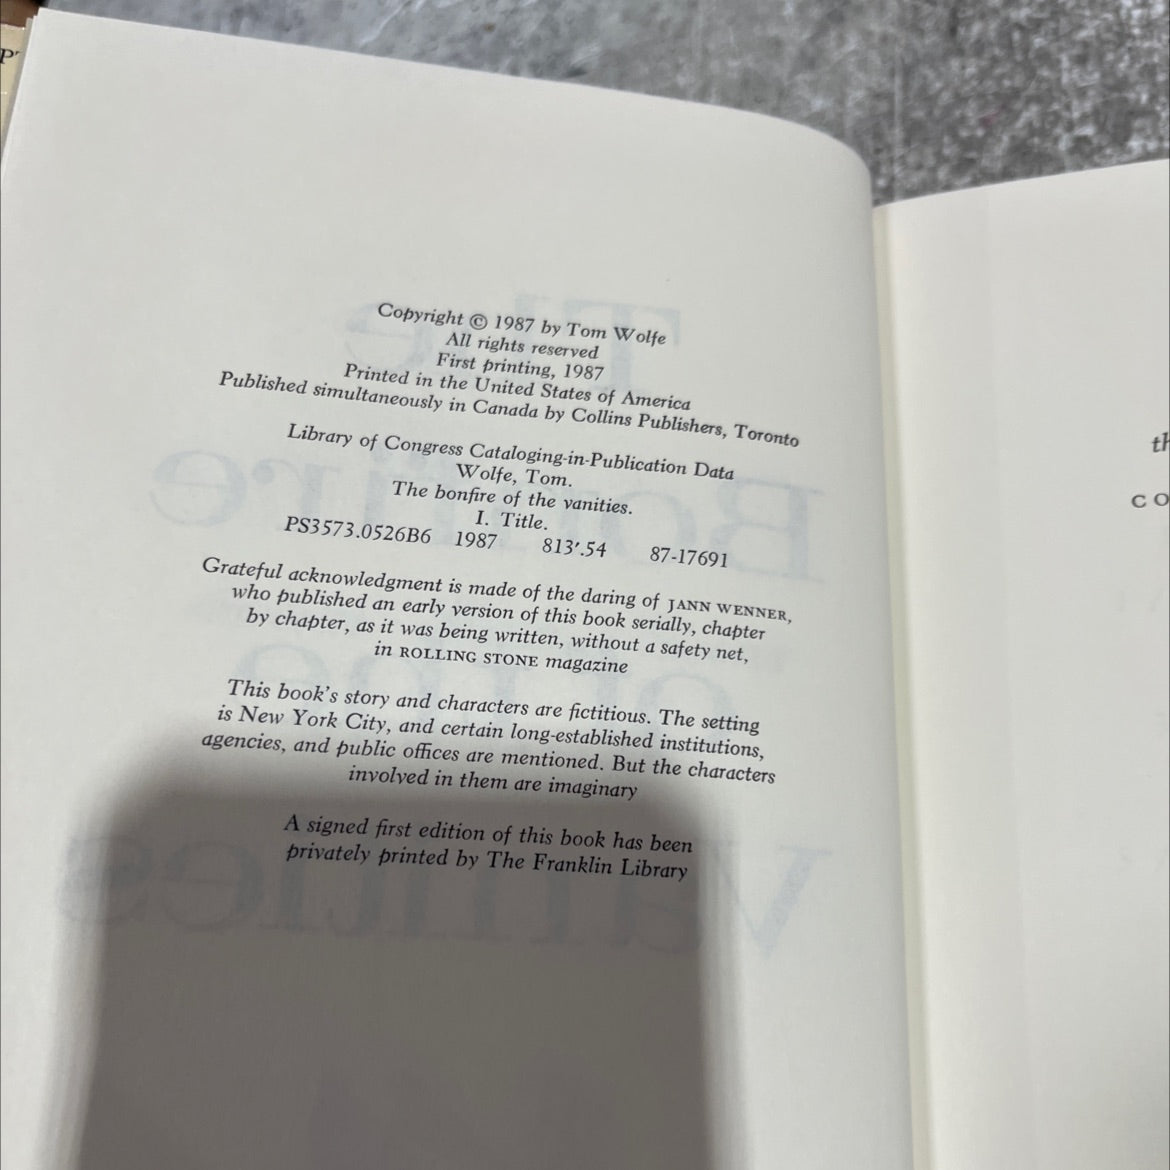 Copyright © 1987 by Tom Wolfe
All rights reserved
First printing, 1987
Printed in the United States of America
Published simultaneously in Canada by Collins Publishers, Toronto
Library of Congress Cataloging-in-Publication Data
Wolfe, Tom.
The bonfire of the vanities.
I. Title.
PS3573.0526B6 1987 813'.54 87-17691
Grateful acknowledgment is made of the daring of JANN WENNER,
who published an early version of this book serially, chapter
by chapter, as it was being written, without a safety net,
in ROLLING STONE magazine
This book's story and characters are fictitious. The setting
is New York City, and certain long-established institutions,
agencies, and public offices are mentioned. But the characters
involved in them are imaginary
A signed first edition of this book has been
privately printed by The Franklin Library